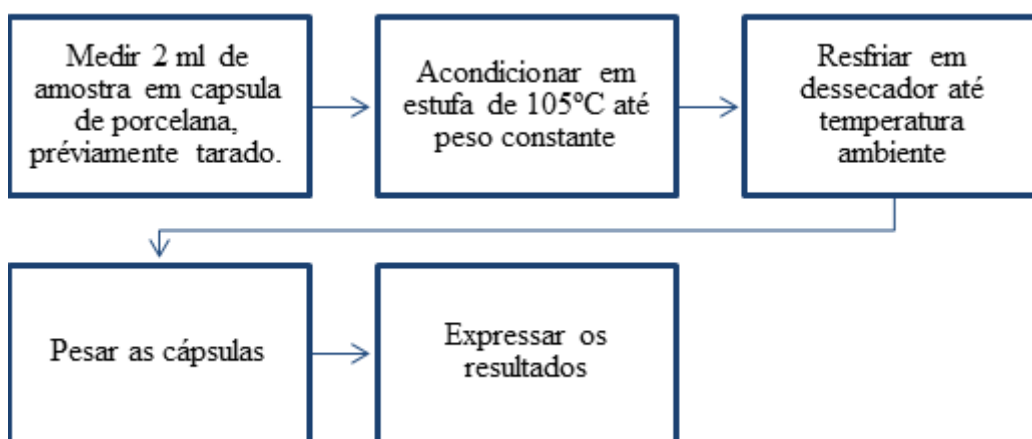 Medir 2 ml de
amostra em capsula
de porcelana,
préviamente tarado.
Acondicionar em
estufa de 105ºC até
peso constante
Resfriar em
dessecador até
temperatura
ambiente
Pesar as cápsulas
Expressar os
resultados